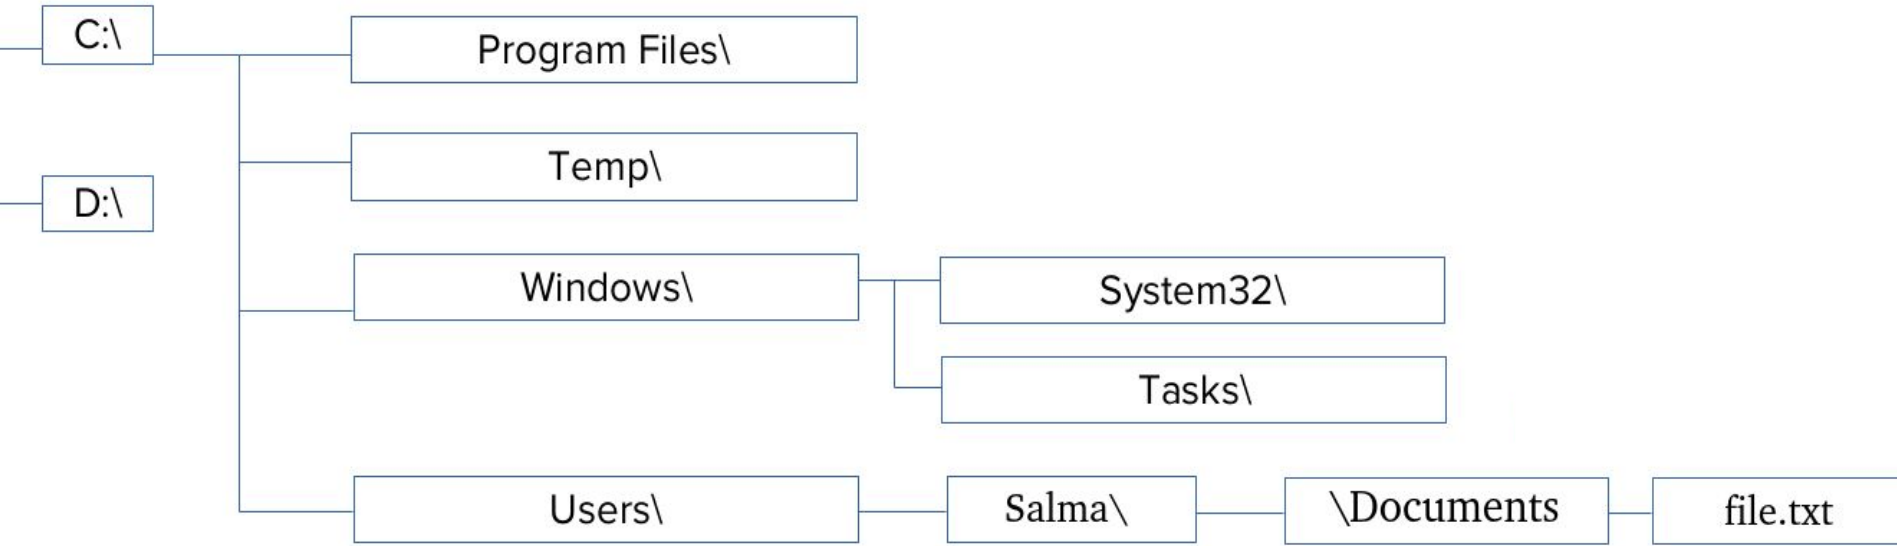 C:\
Program Files\
Temp\
D:\
Windows\
System32\
Tasks\
Users\
Salma\
\Documents
file.txt